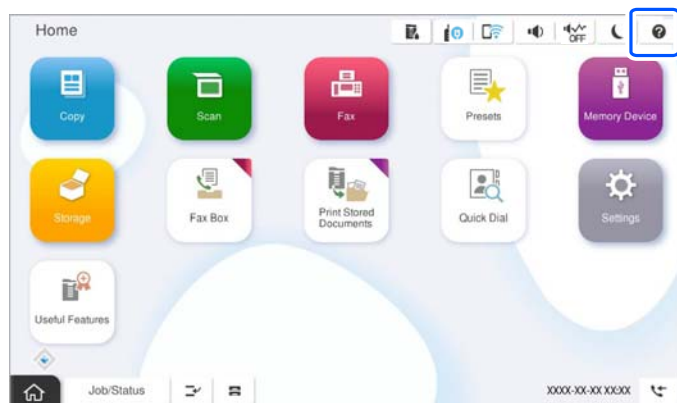 Home
OFF
Copy
Scan
Fax
Presets
Memory Device
Storage
Fax Box
Print Stored
Documents
Quick Dial
Settings
Useful Features
Job/Status
XXXX-XX-XX XX:XX